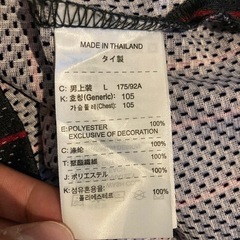 MADE IN THAILAND
タイ製
C: 男上裝 L 175/92A
K: 호칭(Generic): 105
가슴둘레(Chest): 105
E: POLYESTER 100%
EXCLUSIVE OF DECORATION
C: 涤纶 100%
T: 聚酯纖維 100%
J: ポリエステル 100%
K: 섬유혼용율: 100%
폴리에스터